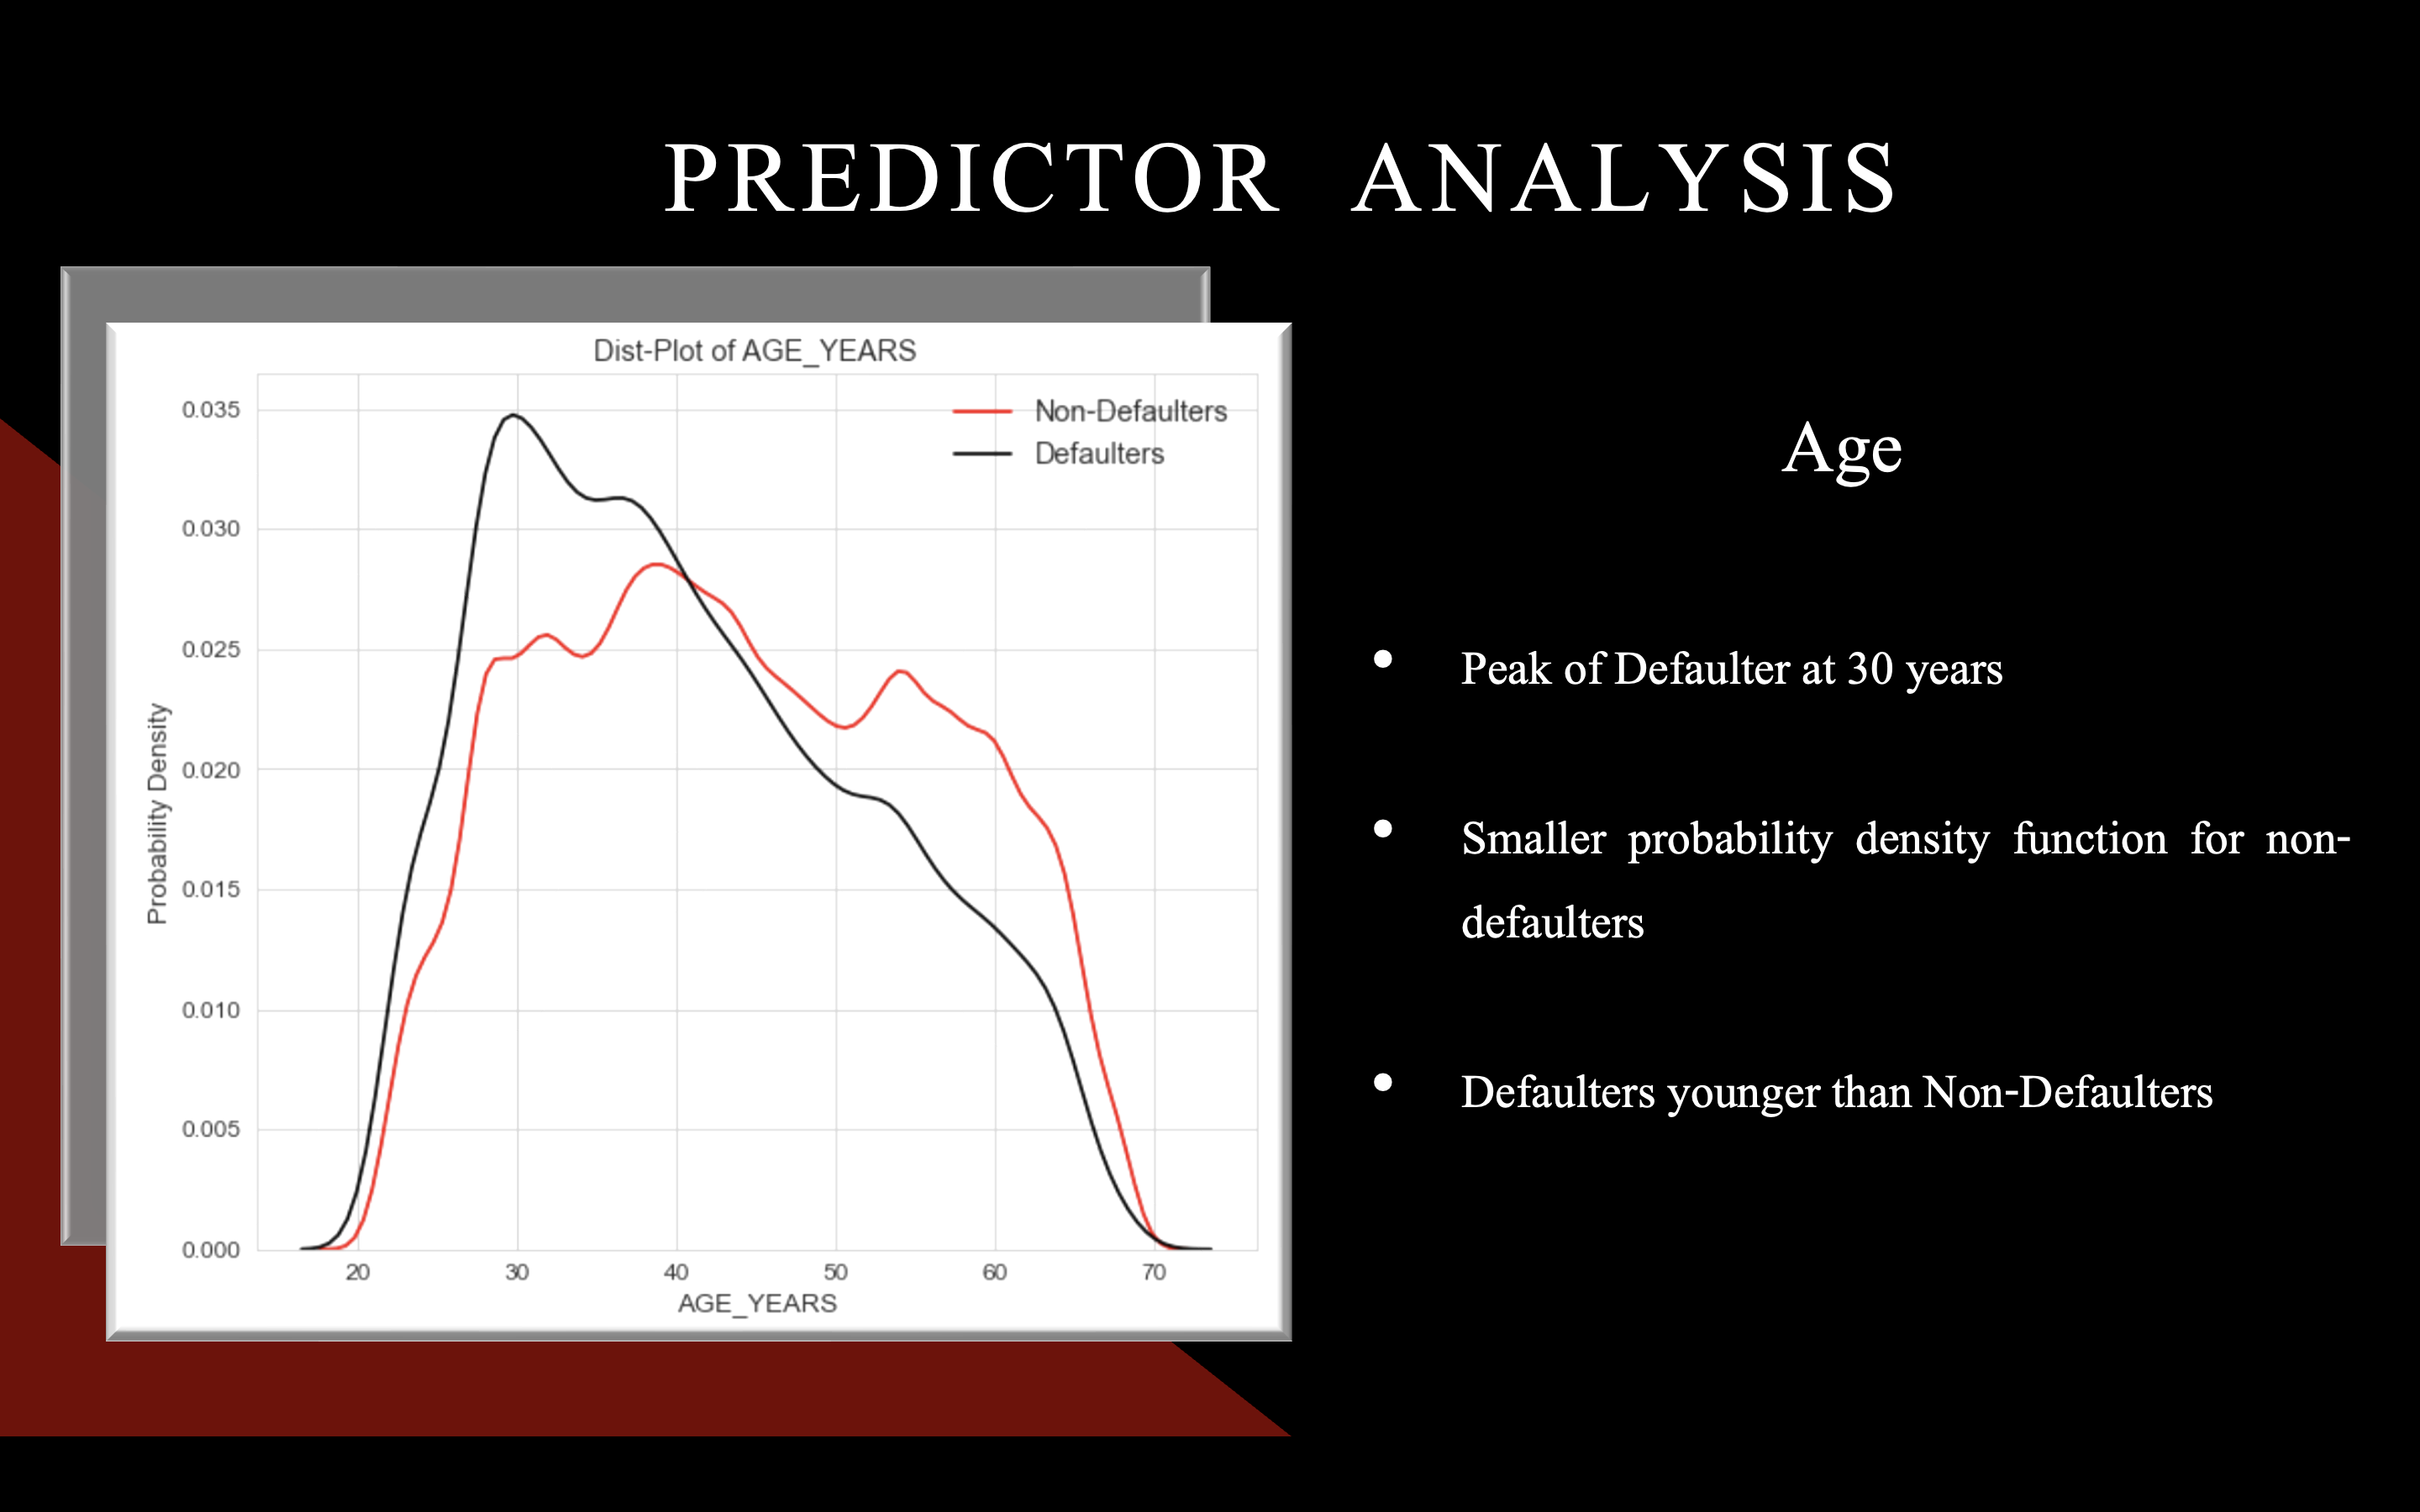 PREDICTOR ANALYSIS
Dist-Plot of AGE_YEARS
Non-Defaulters
Defaulters
0.035
0.030
0.025
0.020
0.015
0.010
0.005
0.000
Probability Density
20 30 40 50 60 70
AGE_YEARS
Age
• Peak of Defaulter at 30 years
• Smaller probability density function for non-
defaulters
• Defaulters younger than Non-Defaulters